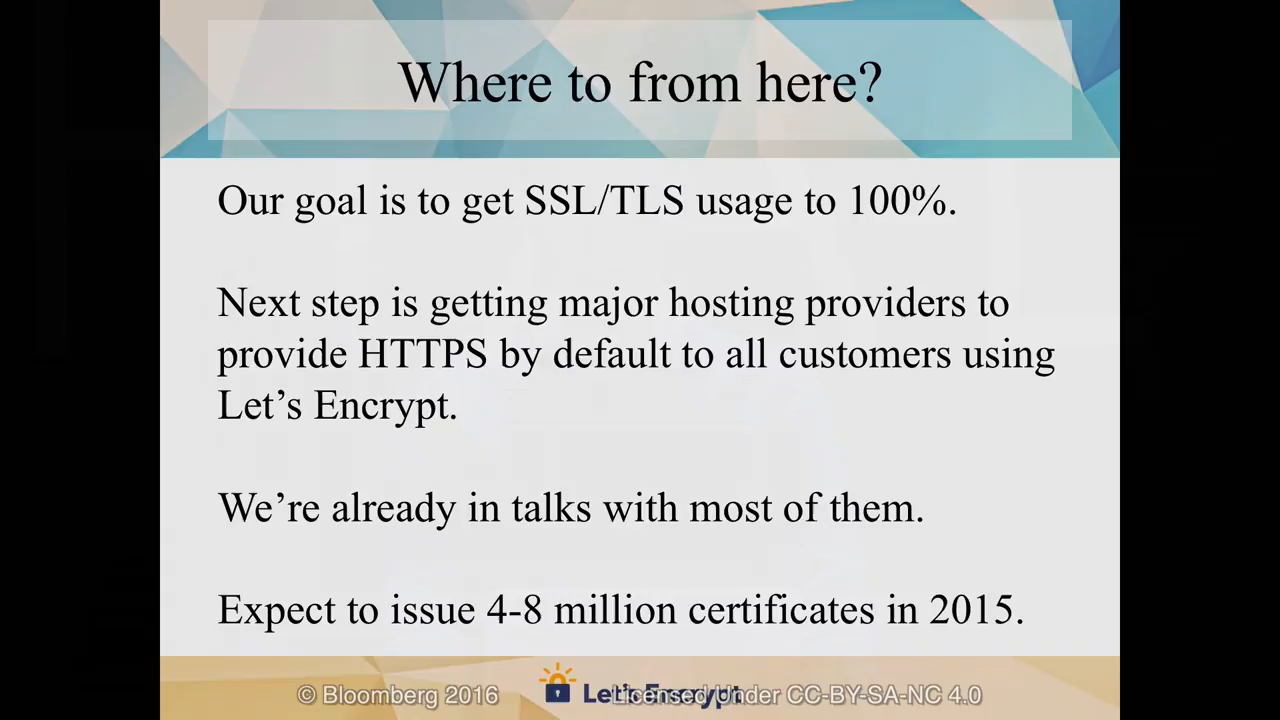 Where to from here?
Our goal is to get SSL/TLS usage to 100%.
Next step is getting major hosting providers to
provide HTTPS by default to all customers using
Let’s Encrypt.
We’re already in talks with most of them.
Expect to issue 4-8 million certificates in 2015.
© Bloomberg 2016
Let's Encrypt
Licensed Under CC-BY-SA-NC 4.0